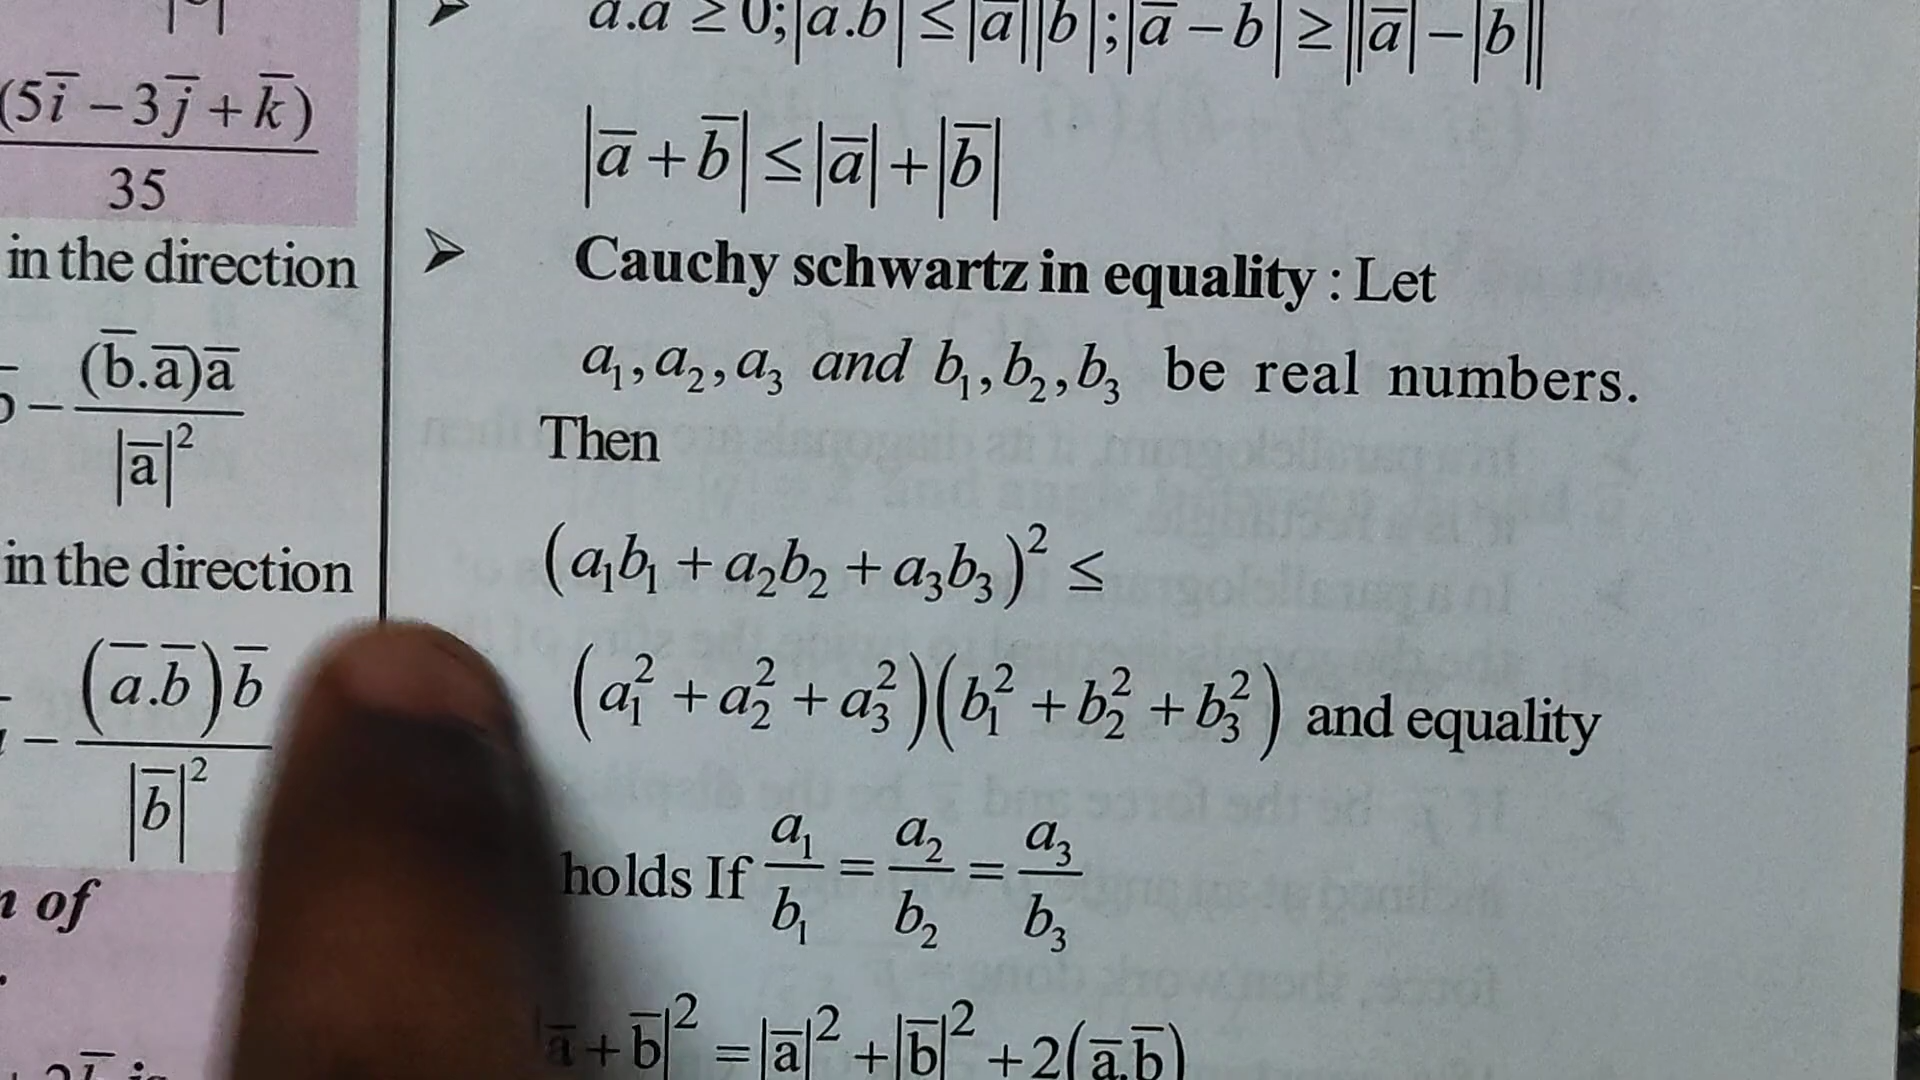 (5i̅ − 3j̅ + k̅)
35
in the direction
− (b̅.a̅)a̅
|a̅|²
in the direction
− (a̅.b̅)b̅
|b̅|²
of
➤ a̅.a̅ ≥ 0;|a̅.b̅| ≤ |a̅||b̅|;|a̅ − b̅| ≥ ||a̅| − |b̅||
|a̅ + b̅| ≤ |a̅| + |b̅|
➤ Cauchy schwartz in equality : Let
a₁, a₂, a₃ and b₁, b₂, b₃ be real numbers.
Then
(a₁b₁ + a₂b₂ + a₃b₃)² ≤
(a₁² + a₂² + a₃²)(b₁² + b₂² + b₃²) and equality
holds If a₁/b₁ = a₂/b₂ = a₃/b₃
|a̅ + b̅|² = |a̅|² + |b̅|² + 2(a̅.b̅)